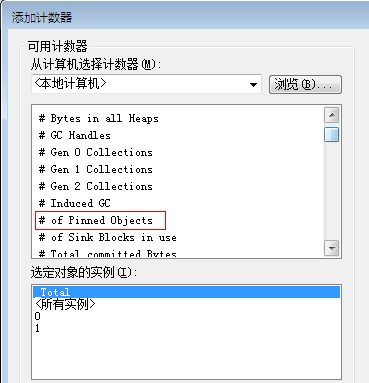 添加计数器
可用计数器
从计算机选择计数器(M):
<本地计算机>
浏览(B)...
# Bytes in all Heaps
# GC Handles
# Gen 0 Collections
# Gen 1 Collections
# Gen 2 Collections
# Induced GC
# of Pinned Objects
# of Sink Blocks in use
# Total committed Bytes
选定对象的实例(I):
_Total
<所有实例>
0
1